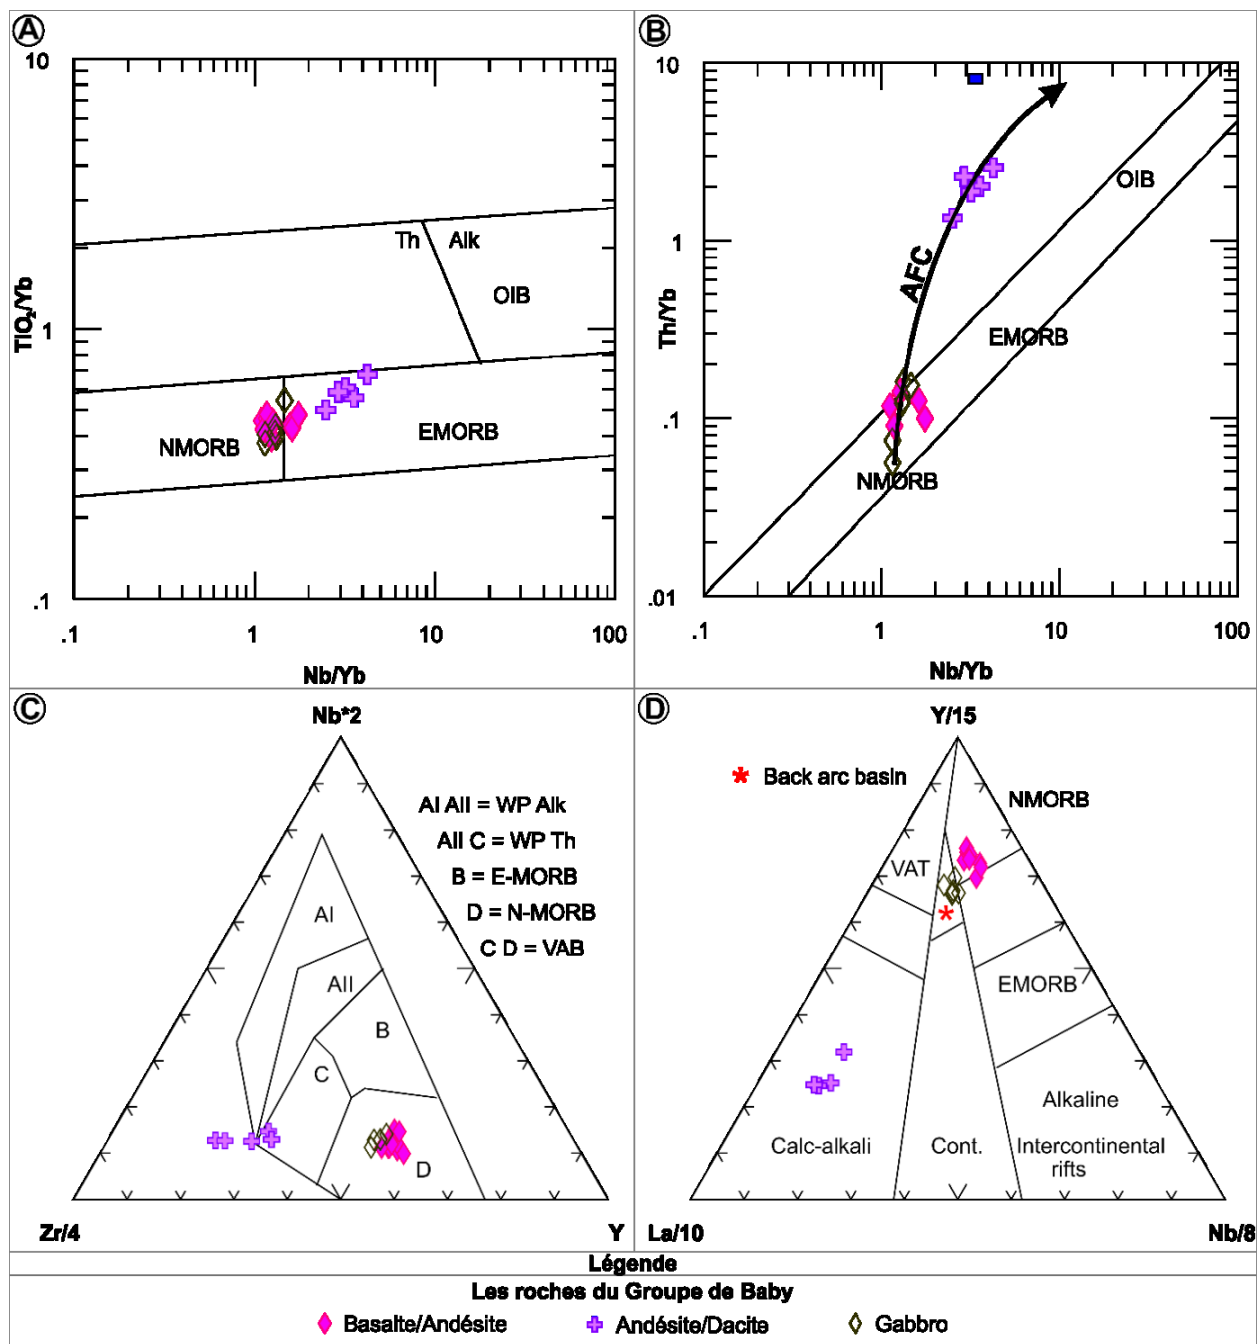 A
10
1
.1
TiO₂/Yb
Th Alk
OIB
NMORB
EMORB
.1 1 10 100
Nb/Yb
B
10
1
0.1
.01
Th/Yb
AFC
OIB
EMORB
NMORB
.1 1 10 100
Nb/Yb
C
Nb*2
AI AII = WP Alk
AII C = WP Th
B = E-MORB
D = N-MORB
C D = VAB
AI
AII
B
C
D
Zr/4 Y
D
Y/15
* Back arc basin
NMORB
VAT
*
EMORB
Alkaline
Calc-alkali Cont. Intercontinental
rifts
La/10 Nb/8
Légende
Les roches du Groupe de Baby
Basalte/Andésite Andésite/Dacite Gabbro